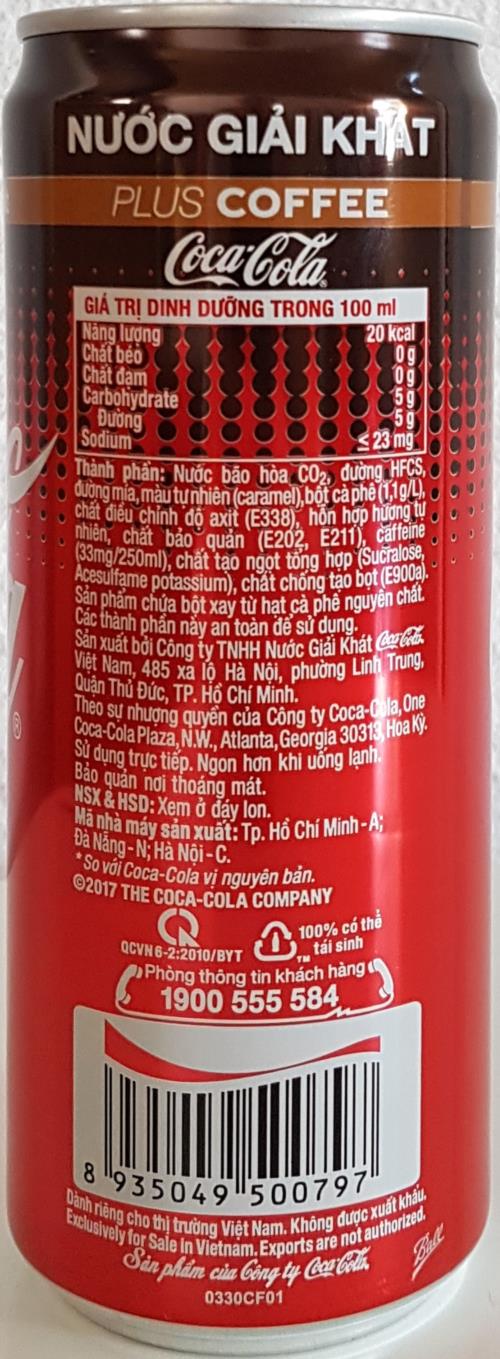 NƯỚC GIẢI KHÁT
PLUS COFFEE
Coca-Cola
GIÁ TRỊ DINH DƯỠNG TRONG 100 ml
Năng lượng 20 kcal
Chất béo 0 g
Chất đạm 0 g
Carbohydrate 5 g
Đường 5 g
Sodium ≤ 23 mg
Thành phần: Nước bão hòa CO₂, đường HFCS,
đường mía, màu tự nhiên (caramel), bột cà phê (1,1g/L),
chất điều chỉnh độ axit (E338), hỗn hợp hương tự
nhiên, chất bảo quản (E202, E211), caffeine
(33mg/250ml), chất tạo ngọt tổng hợp (Sucralose,
Acesulfame potassium), chất chống tạo bọt (E900a).
Sản phẩm chứa bột xay từ hạt cà phê nguyên chất.
Các thành phần này an toàn để sử dụng.
Sản xuất bởi Công ty TNHH Nước Giải Khát Coca-Cola
Việt Nam, 485 xa lộ Hà Nội, phường Linh Trung,
Quận Thủ Đức, TP. Hồ Chí Minh.
Theo sự nhượng quyền của Công ty Coca-Cola, One
Coca-Cola Plaza, N.W., Atlanta, Georgia 30313, Hoa Kỳ.
Sử dụng trực tiếp. Ngon hơn khi uống lạnh.
Bảo quản nơi thoáng mát.
NSX & HSD: Xem ở đáy lon.
Mã nhà máy sản xuất: Tp. Hồ Chí Minh - A;
Đà Nẵng - N; Hà Nội - C.
* So với Coca-Cola vị nguyên bản.
©2017 THE COCA-COLA COMPANY
QCVN 6-2:2010/BYT
100% có thể
tái sinh
Phòng thông tin khách hàng
1900 555 584
8 935049 500797
Dành riêng cho thị trường Việt Nam. Không được xuất khẩu.
Exclusively for Sale In Vietnam. Exports are not authorized.
Sản phẩm của Công ty Coca-Cola.
Ball
0330CF01